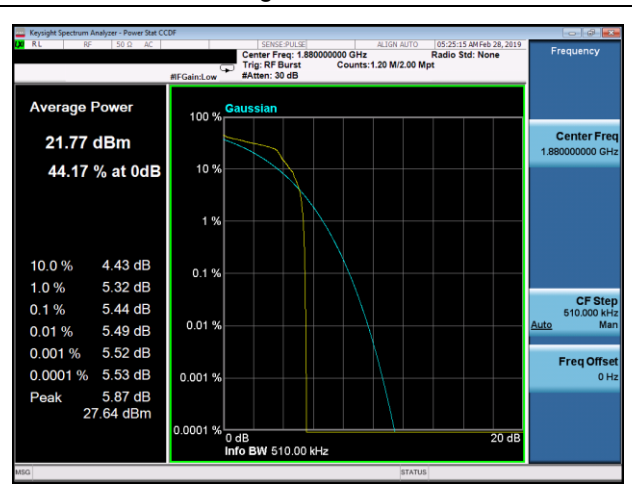 Keysight Spectrum Analyzer - Power Stat CCDF
RL RF 50 Ω AC SENSE:PULSE ALIGN AUTO 05:25:15 AM Feb 28, 2019
Center Freq: 1.880000000 GHz Radio Std: None
Trig: RF Burst Counts:1.20 M/2.00 Mpt
#IFGain:Low #Atten: 30 dB
Frequency
Average Power
21.77 dBm
44.17 % at 0dB
10.0 % 4.43 dB
1.0 % 5.32 dB
0.1 % 5.44 dB
0.01 % 5.49 dB
0.001 % 5.52 dB
0.0001 % 5.53 dB
Peak 5.87 dB
27.64 dBm
Gaussian
100 %
10 %
1 %
0.1 %
0.01 %
0.001 %
0.0001 %
0 dB 20 dB
Info BW 510.00 kHz
Center Freq
1.880000000 GHz
CF Step
510.000 kHz
Auto Man
Freq Offset
0 Hz
MSG STATUS